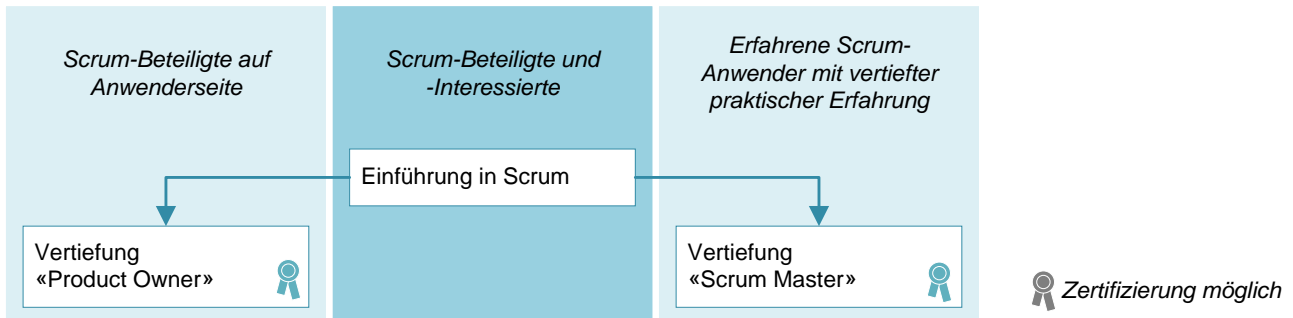 Scrum-Beteiligte auf
Anwenderseite
Scrum-Beteiligte und
-Interessierte
Erfahrene Scrum-
Anwender mit vertiefter
praktischer Erfahrung
Einführung in Scrum
Vertiefung
«Product Owner»
Vertiefung
«Scrum Master»
Zertifizierung möglich